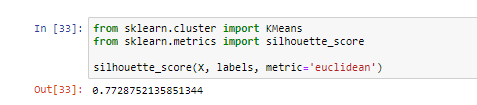 In [33]: from sklearn.cluster import KMeans
from sklearn.metrics import silhouette_score
silhouette_score(X, labels, metric='euclidean')
Out[33]: 0.7728752135851344